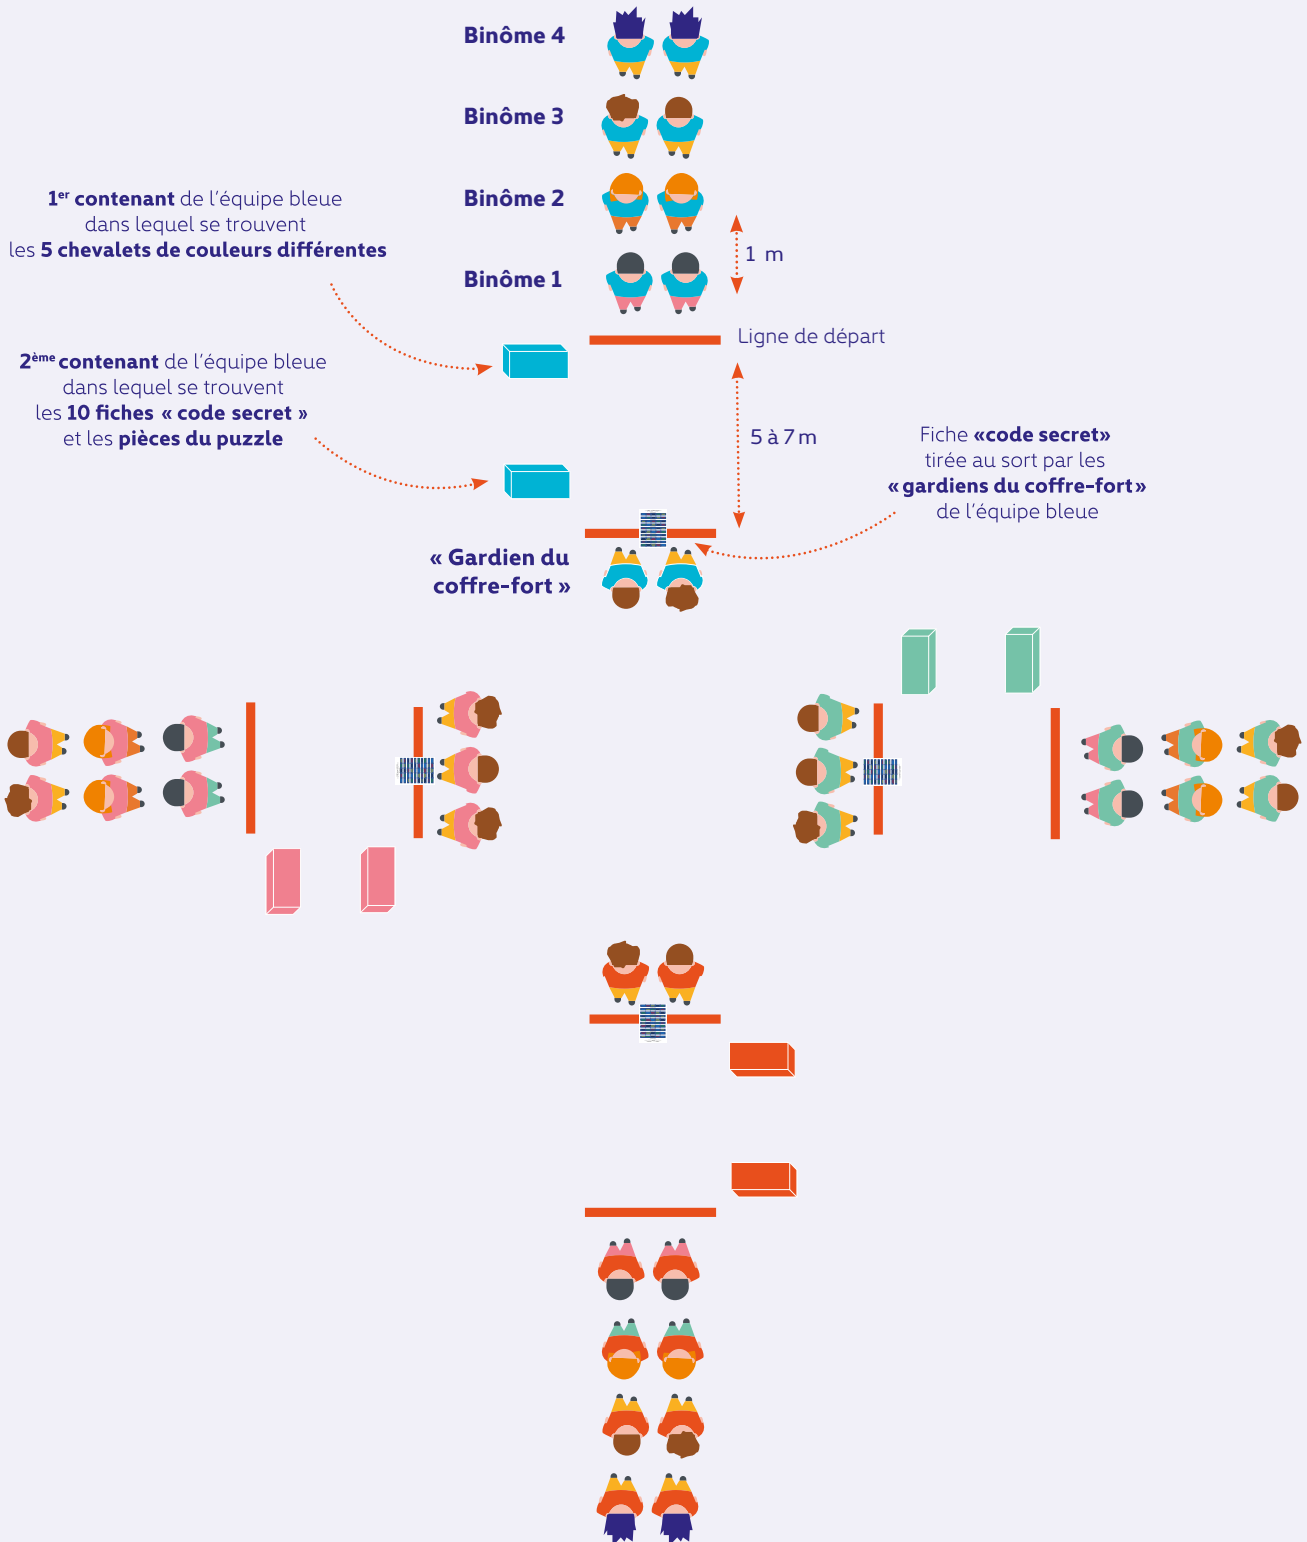 Binôme 4
Binôme 3
1er contenant de l’équipe bleue
dans lequel se trouvent
les 5 chevalets de couleurs différentes
Binôme 2
1 m
Binôme 1
Ligne de départ
2ème contenant de l’équipe bleue
dans lequel se trouvent
les 10 fiches « code secret »
et les pièces du puzzle
5 à 7 m
Fiche «code secret»
tirée au sort par les
«gardiens du coffre-fort»
de l’équipe bleue
« Gardien du
coffre-fort »